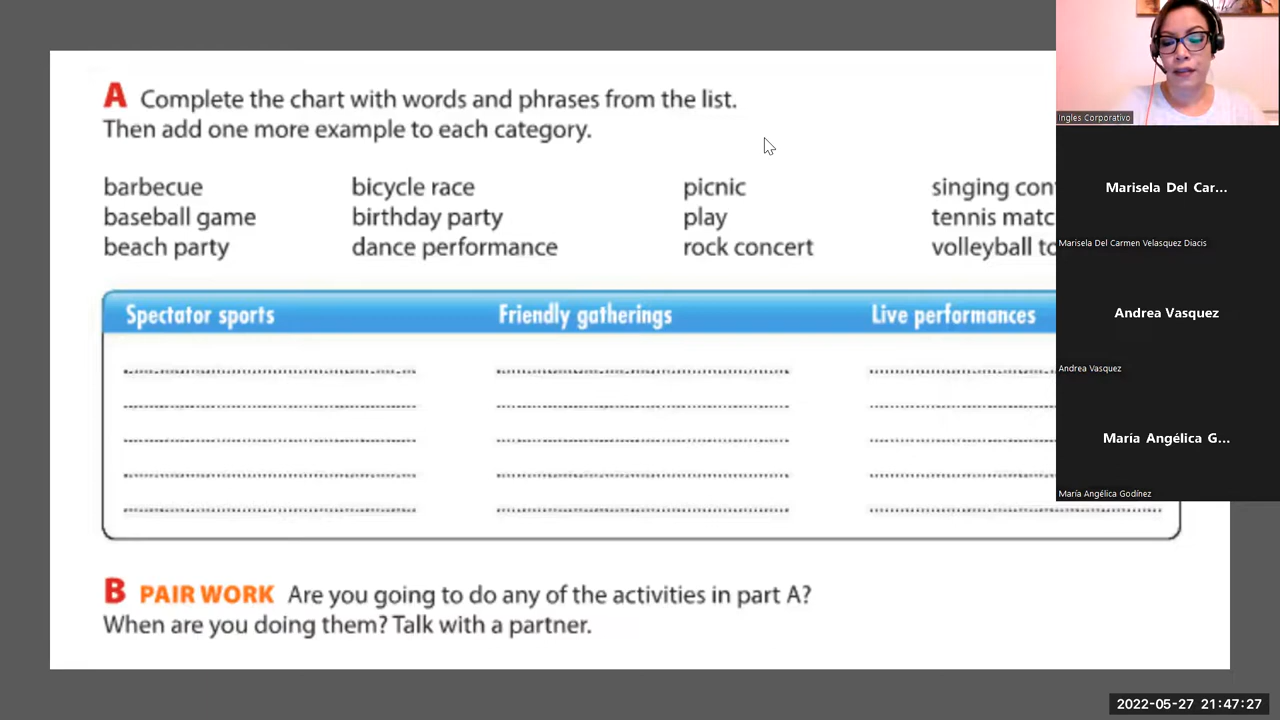 A Complete the chart with words and phrases from the list.
Then add one more example to each category.
barbecue bicycle race picnic singing
baseball game birthday party play tennis
beach party dance performance rock concert volleyball
Spectator sports Friendly gatherings Live performances
B PAIR WORK Are you going to do any of the activities in part A?
When are you doing them? Talk with a partner.
Ingles Corporativo
Marisela Del Car...
Marisela Del Carmen Velasquez Diacis
Andrea Vasquez
Andrea Vasquez
María Angélica G...
María Angélica Godínez
2022-05-27 21:47:27